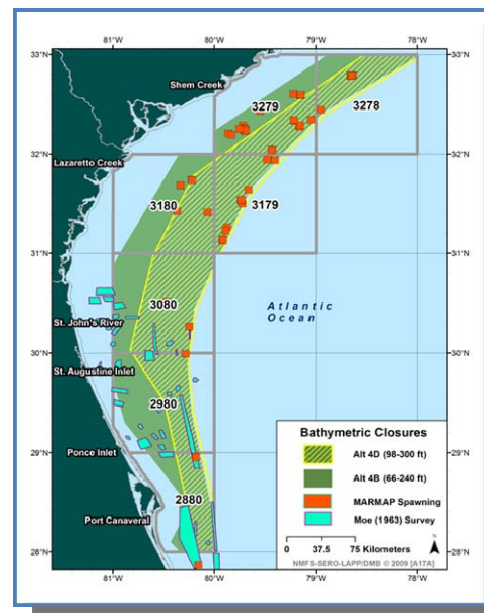 81°W 80°W 79°W 78°W
33°N 33°N
Shem Creek
3279
3278
32°N 32°N
Lazaretto Creek
3180
3179
31°N 31°N
3080
Atlantic
Ocean
St. John's River
30°N 30°N
St. Augustine Inlet
2980
29°N 29°N
Ponce Inlet
2880
Port Canaveral
28°N 28°N
81°W 80°W 79°W 78°W
Bathymetric Closures
Alt 4D (98-300 ft)
Alt 4B (66-240 ft)
MARMAP Spawning
Moe (1963) Survey
0 37.5 75 Kilometers
N
NMFS-SERO-LAPP/DMB © 2009 [A17A]